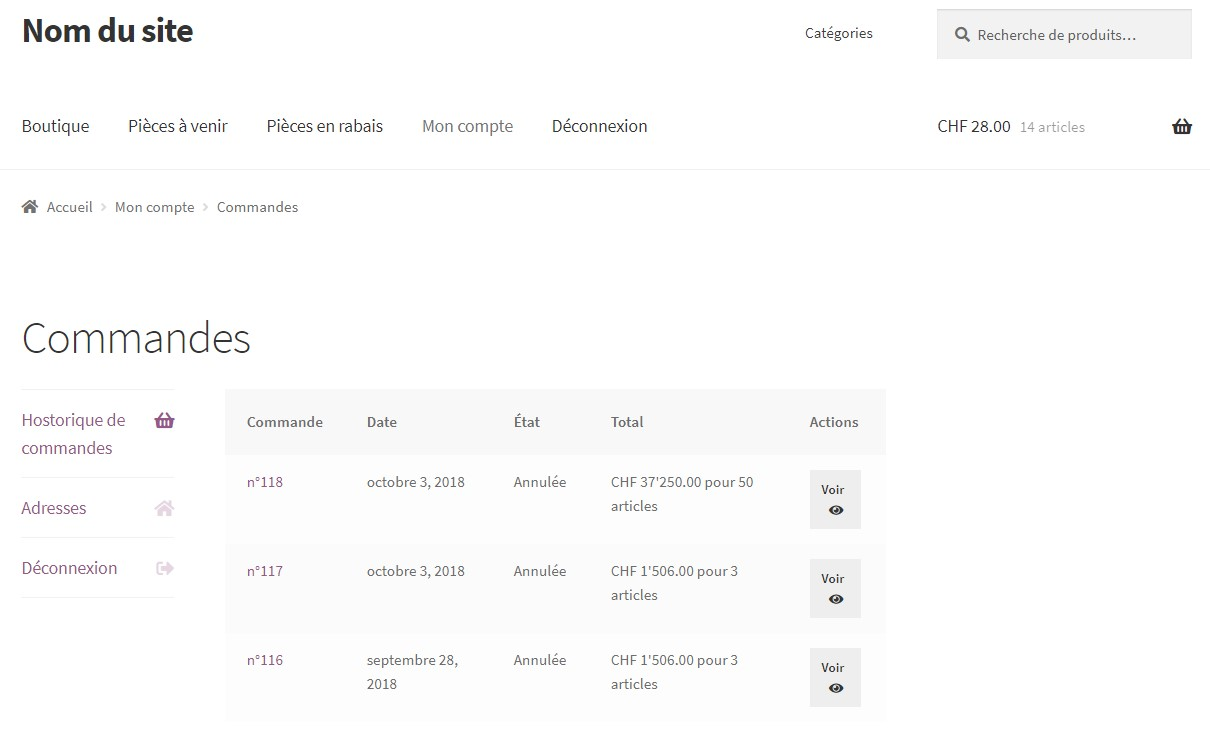 Nom du site
Catégories
Recherche de produits…
Boutique Pièces à venir Pièces en rabais Mon compte Déconnexion
CHF 28.00 14 articles
Accueil Mon compte Commandes
Commandes
Hostorique de
commandes
Adresses
Déconnexion
Commande Date État Total Actions
n°118 octobre 3, 2018 Annulée CHF 37'250.00 pour 50
articles
Voir
n°117 octobre 3, 2018 Annulée CHF 1'506.00 pour 3
articles
Voir
n°116 septembre 28, Annulée CHF 1'506.00 pour 3
2018 articles
Voir